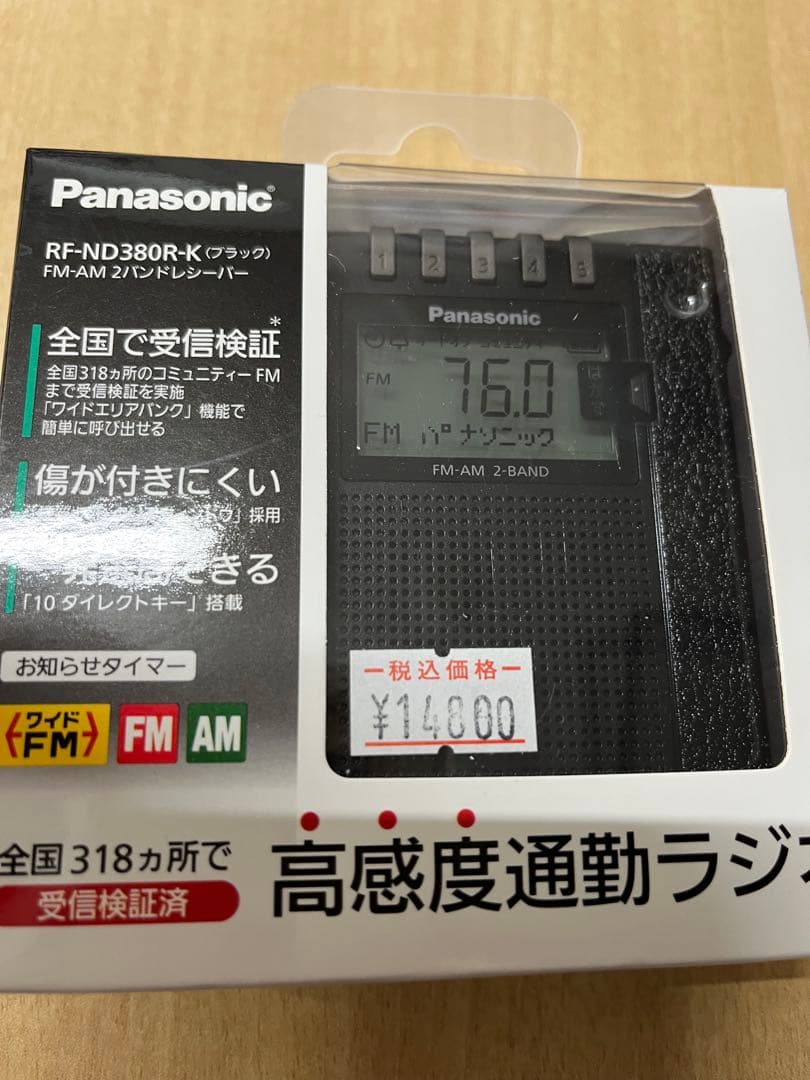 Panasonic®
RF-ND380R-K（ブラック）
FM-AM 2バンドレシーバー
全国で受信検証*
全国318ヵ所のコミュニティーFM
まで受信検証を実施
「ワイドエリアバンク」機能で
簡単に呼び出せる
傷が付きにくい
採用
できる
「10ダイレクトキー」搭載
お知らせタイマー
ワイド
FM
FM
AM
1 2 3 4 5
Panasonic
FM 76.0
FM パナソニック
はがす
FM-AM 2-BAND
税込価格
¥14800
全国318ヵ所で
受信検証済
高感度通勤ラジオ